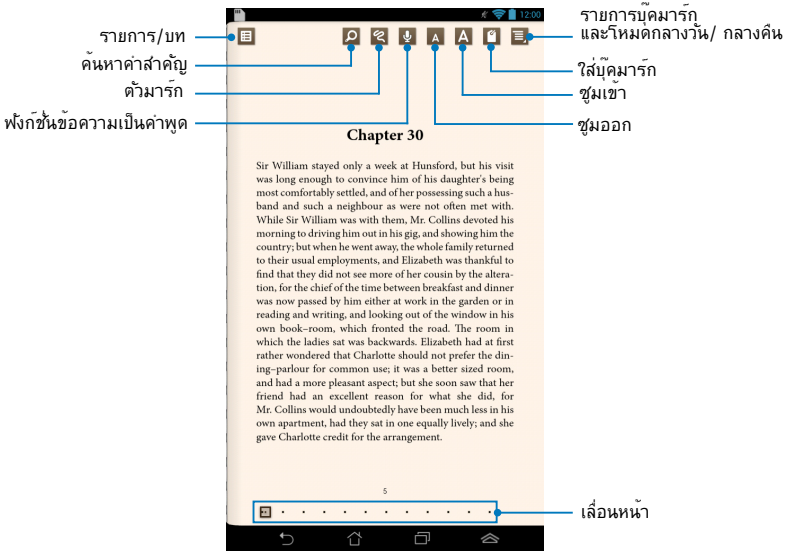 12:00
รายการ/บท
ค้นหาคำสำคัญ
ตัวมาร์ก
ฟังก์ชั่นข้อความเป็นคำพูด
รายการบุ๊คมาร์ก
และโหมดกลางวัน/ กลางคืน
ใส่บุ๊คมาร์ก
ซูมเข้า
ซูมออก
A
A
Chapter 30
Sir William stayed only a week at Hunsford, but his visit
was long enough to convince him of his daughter's being
most comfortably settled, and of her possessing such a hus-
band and such a neighbour as were not often met with.
While Sir William was with them, Mr. Collins devoted his
morning to driving him out in his gig, and showing him the
country; but when he went away, the whole family returned
to their usual employments, and Elizabeth was thankful to
find that they did not see more of her cousin by the altera-
tion, for the chief of the time between breakfast and dinner
was now passed by him either at work in the garden or in
reading and writing, and looking out of the window in his
own book–room, which fronted the road. The room in
which the ladies sat was backwards. Elizabeth had at first
rather wondered that Charlotte should not prefer the din-
ing–parlour for common use; it was a better sized room,
and had a more pleasant aspect; but she soon saw that her
friend had an excellent reason for what she did, for
Mr. Collins would undoubtedly have been much less in his
own apartment, had they sat in one equally lively; and she
gave Charlotte credit for the arrangement.
5
เลื่อนหน้า